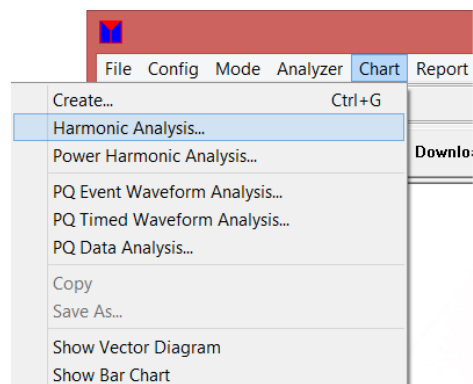 File Config Mode Analyzer Chart Report
Create... Ctrl+G
Harmonic Analysis...
Power Harmonic Analysis...
PQ Event Waveform Analysis...
PQ Timed Waveform Analysis...
PQ Data Analysis...
Copy
Save As...
Show Vector Diagram
Show Bar Chart